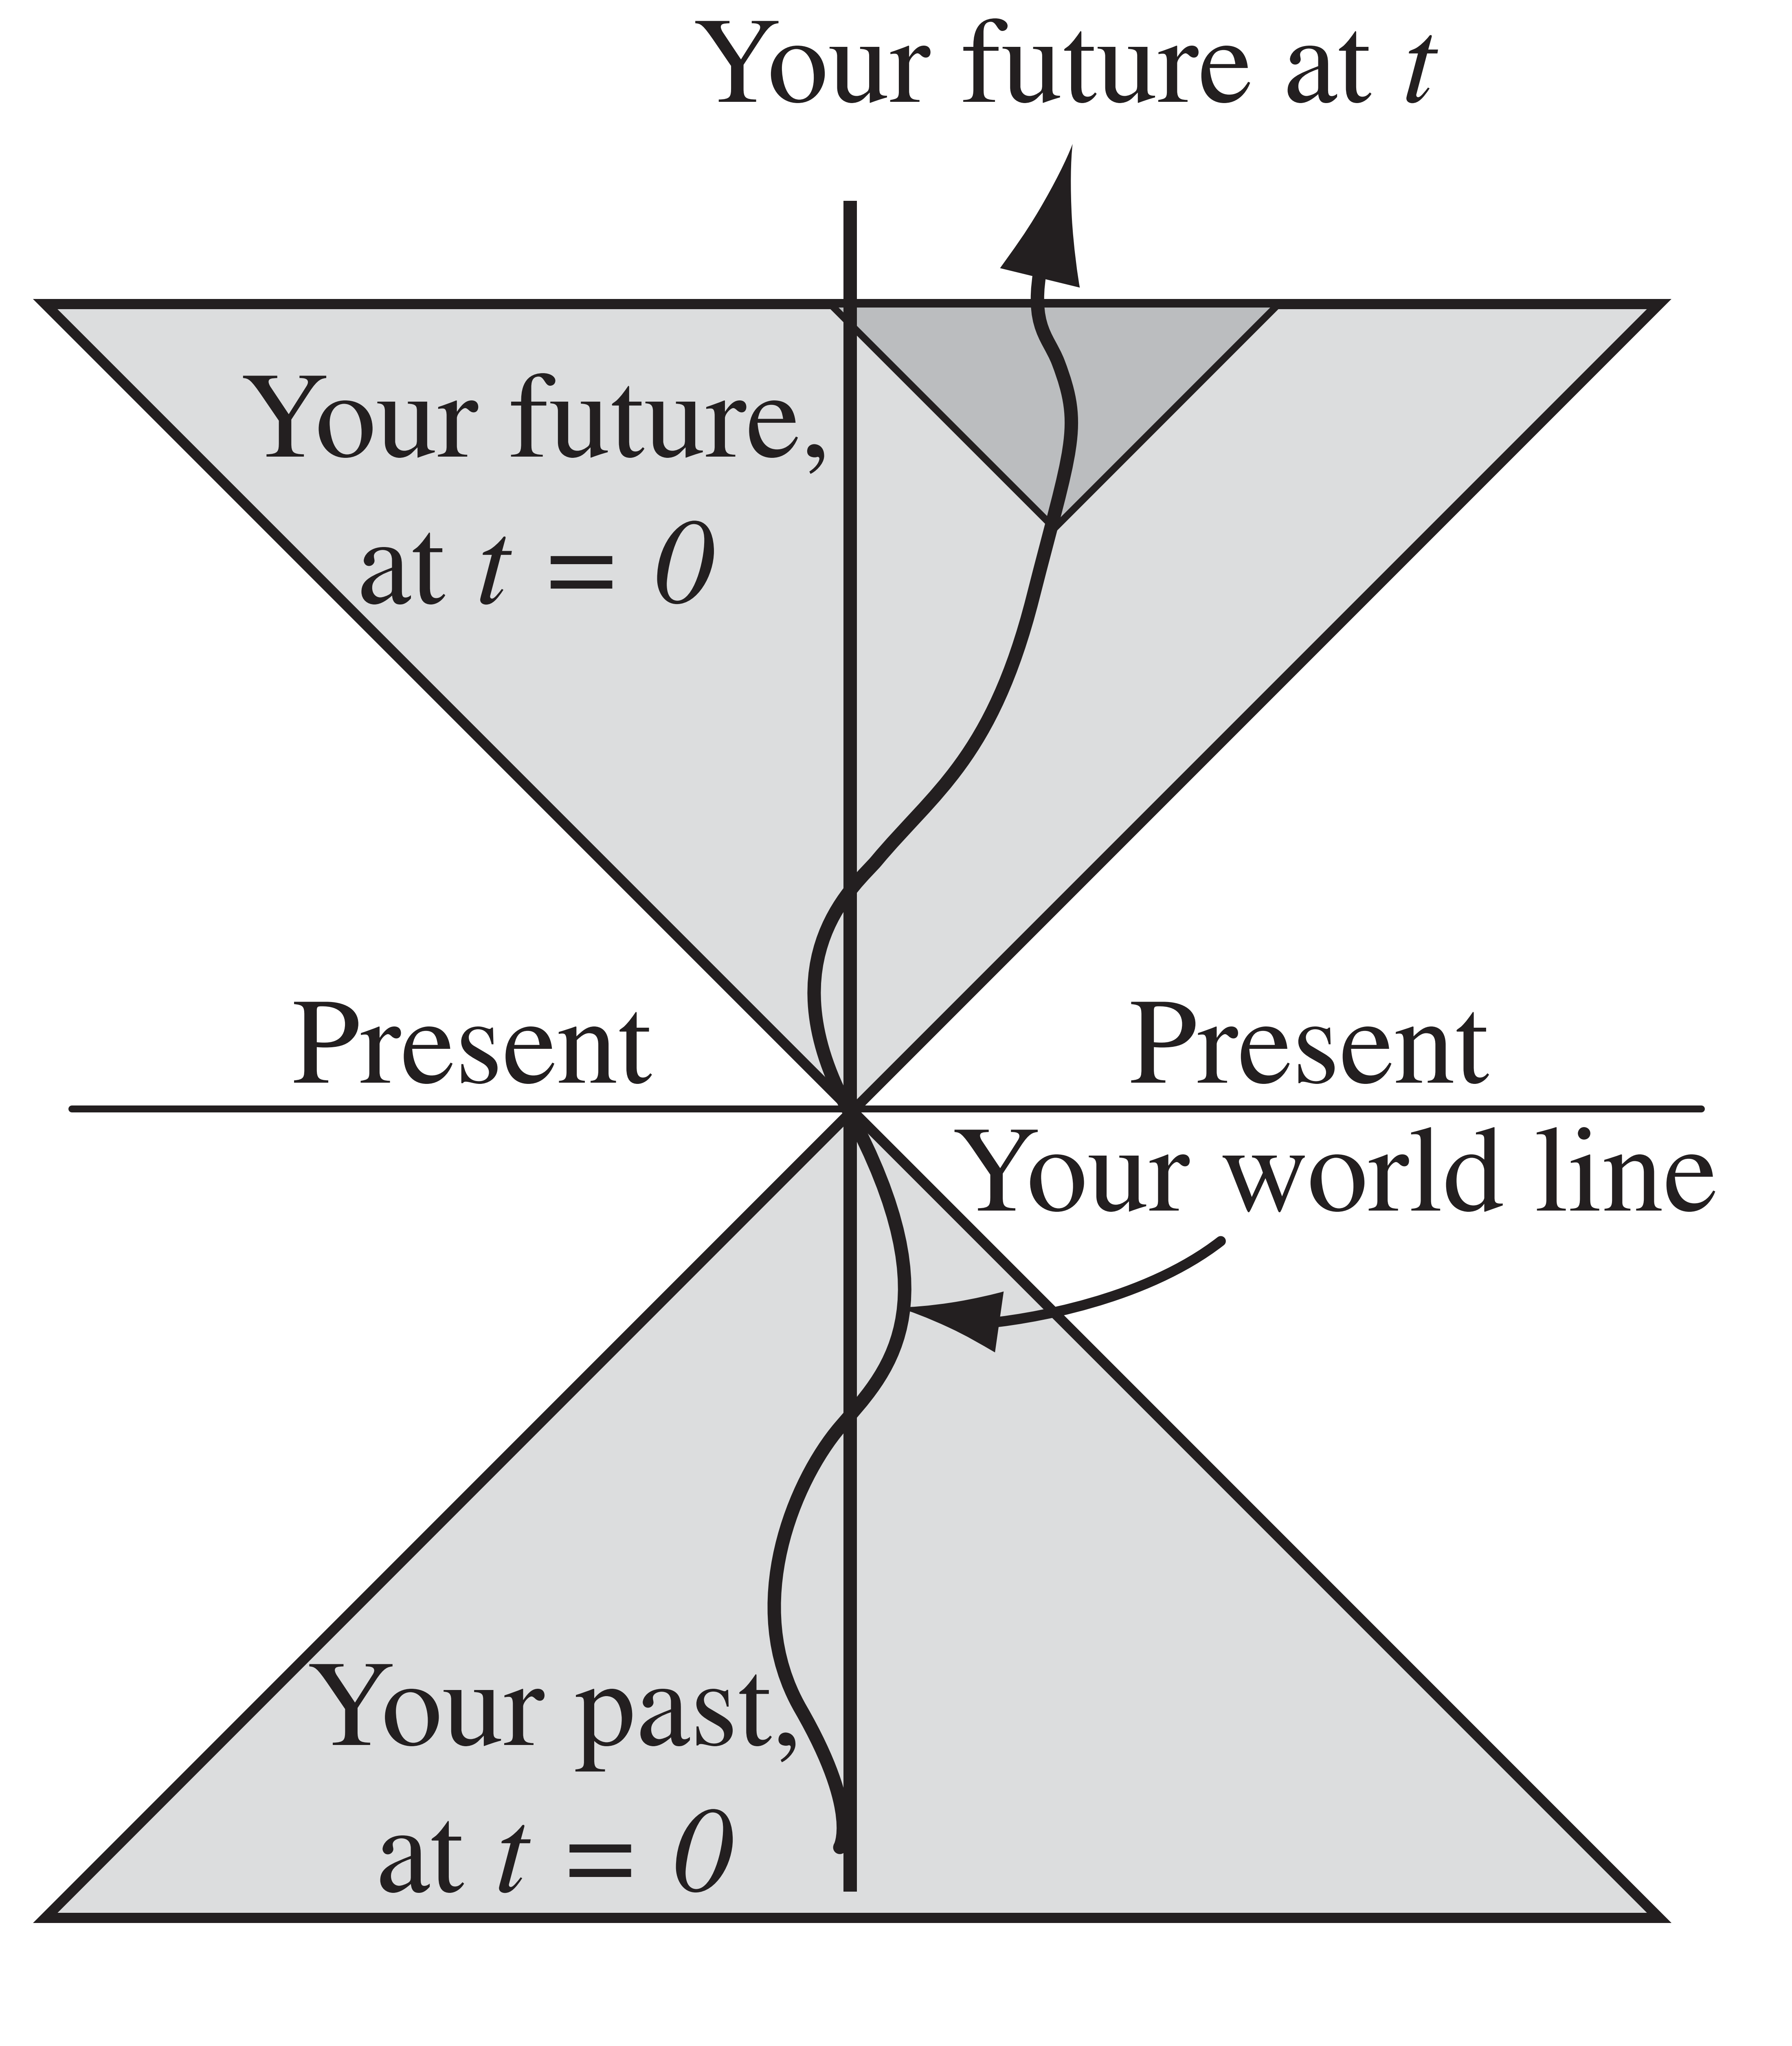 Your future at t
Your future,
at t = 0
Present
Present
Your world line
Your past,
at t = 0